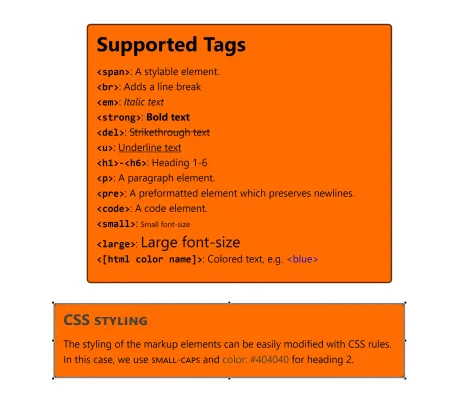 Supported Tags
<span>: A stylable element.
<br>: Adds a line break
<em>: Italic text
<strong>: Bold text
<del>: Strikethrough text
<u>: Underline text
<h1>-<h6>: Heading 1-6
<p>: A paragraph element.
<pre>: A preformatted element which preserves newlines.
<code>: A code element.
<small>: Small font-size
<large>: Large font-size
<[html color name]>: Colored text, e.g. <blue>
CSS STYLING
The styling of the markup elements can be easily modified with CSS rules.
In this case, we use SMALL-CAPS and color: #404040 for heading 2.